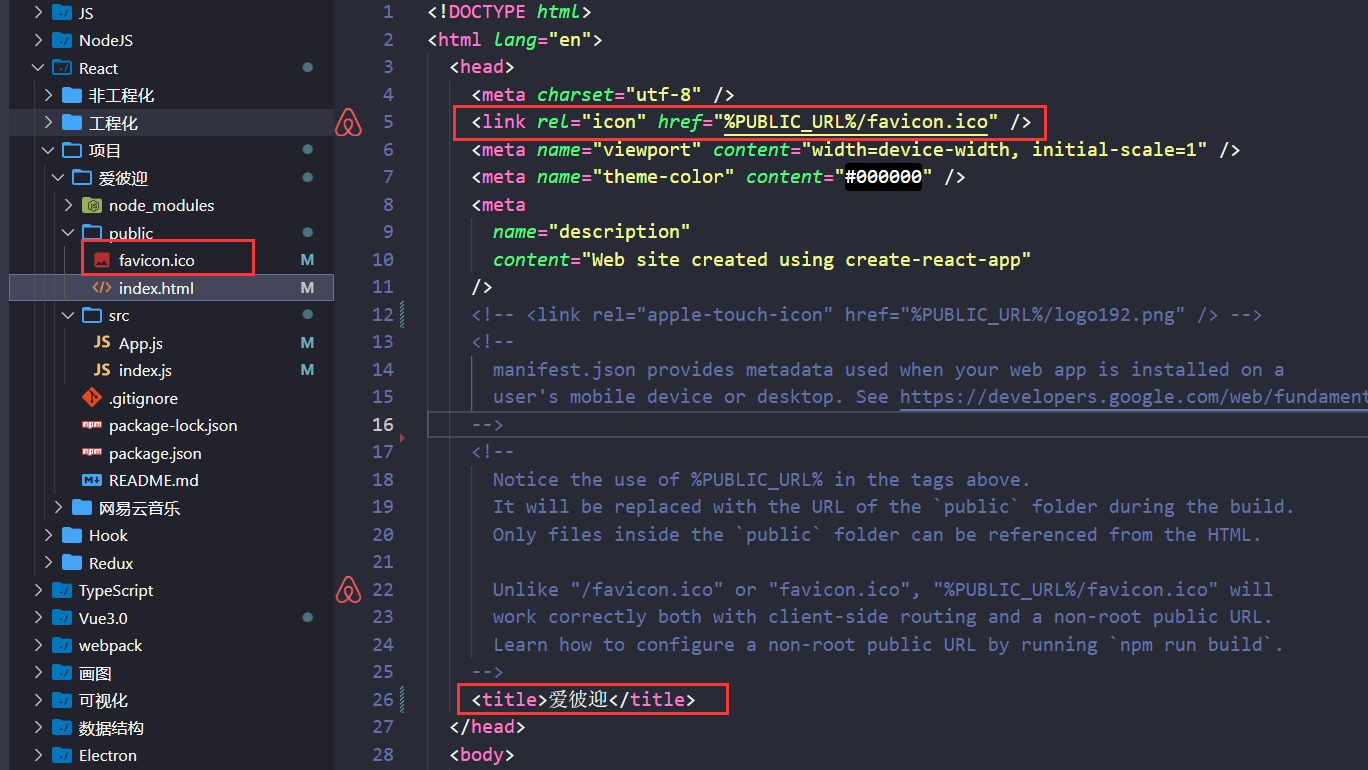 JS
NodeJS
React
非工程化
工程化
项目
爱彼迎
node_modules
public
favicon.ico M
index.html M
src
JS App.js M
JS index.js M
.gitignore
npm package-lock.json
npm package.json
README.md
网易云音乐
Hook
Redux
TypeScript
Vue3.0
webpack
画图
可视化
数据结构
Electron
1 <!DOCTYPE html>
2 <html lang="en">
3 <head>
4 <meta charset="utf-8" />
5 <link rel="icon" href="%PUBLIC_URL%/favicon.ico" />
6 <meta name="viewport" content="width=device-width, initial-scale=1" />
7 <meta name="theme-color" content="#000000" />
8 <meta
9 name="description"
10 content="Web site created using create-react-app"
11 />
12 <!-- <link rel="apple-touch-icon" href="%PUBLIC_URL%/logo192.png" /> -->
13 <!--
14 manifest.json provides metadata used when your web app is installed on a
15 user's mobile device or desktop. See https://developers.google.com/web/fundament
16 -->
17 <!--
18 Notice the use of %PUBLIC_URL% in the tags above.
19 It will be replaced with the URL of the `public` folder during the build.
20 Only files inside the `public` folder can be referenced from the HTML.
21
22 Unlike "/favicon.ico" or "favicon.ico", "%PUBLIC_URL%/favicon.ico" will
23 work correctly both with client-side routing and a non-root public URL.
24 Learn how to configure a non-root public URL by running `npm run build`.
25 -->
26 <title>爱彼迎</title>
27 </head>
28 <body>